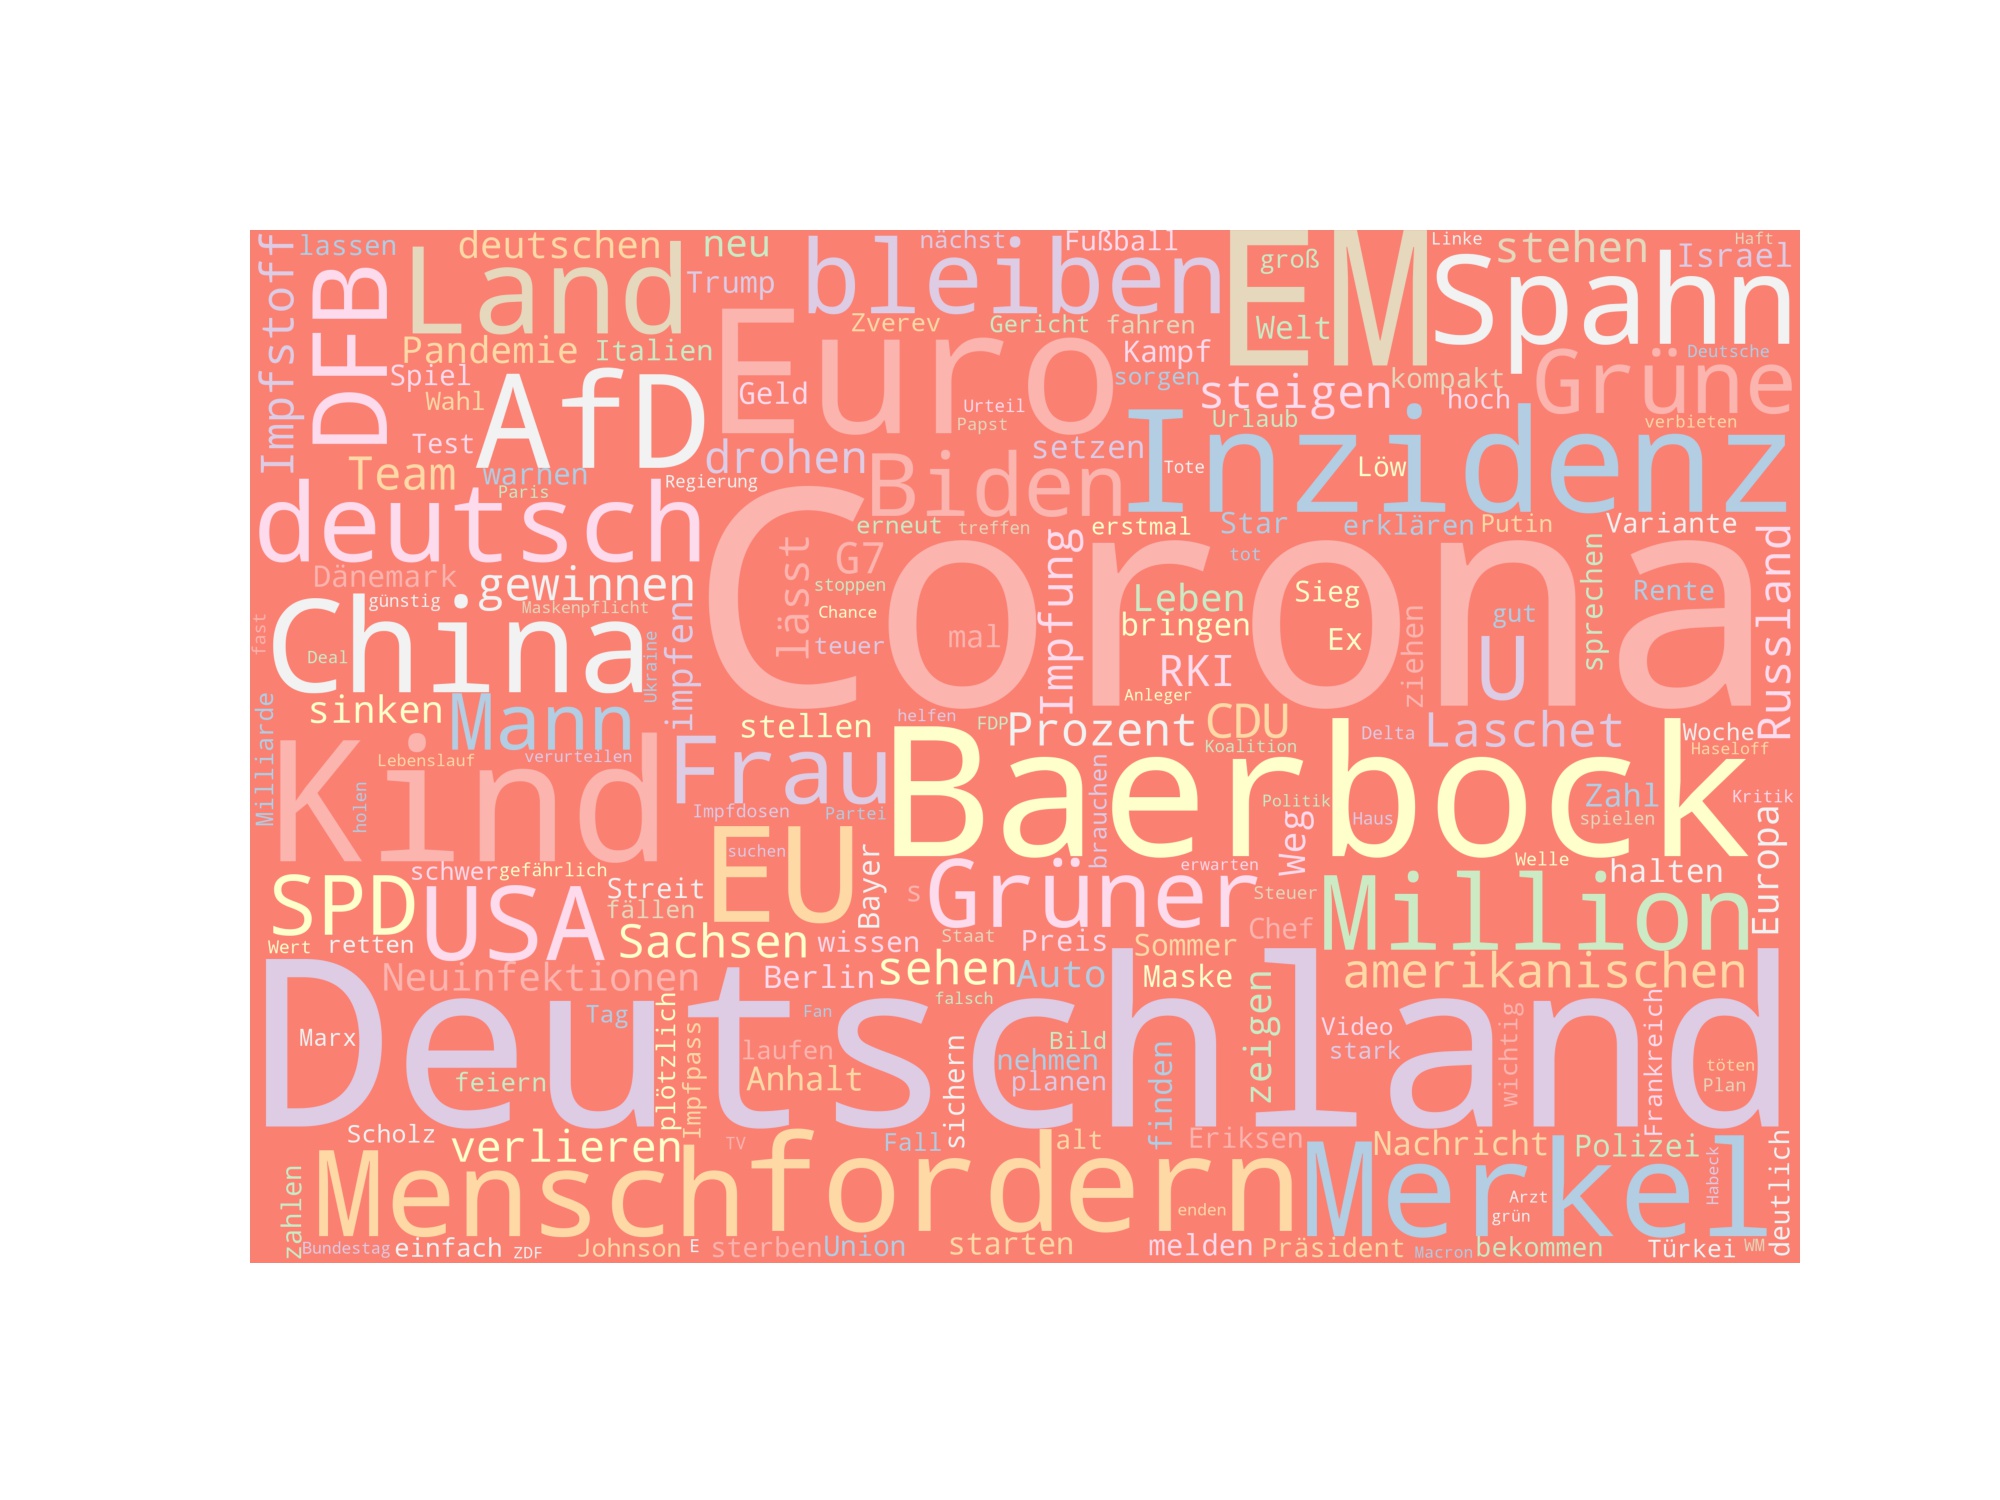 Impfstoff
lassen
deutschen
neu
bleiben
nächst
Fußball
EM
groß
Linke
stehen
Haft
Israel
DFB
Land
Trump
Euro
Zverev
Gericht
fahren
Welt
Spahn
Pandemie
Italien
Kampf
Deutsche
Spiel
AfD
Geld
sorgen
steigen
kompakt
Grüne
Wahl
Urteil
hoch
Test
Papst
Urlaub
verbieten
Team
warnen
drohen
Biden
setzen
Inzidenz
Tote
Löw
Paris
Regierung
deutsch
Corona
erneut
treffen
erstmal
Star
erklären
Putin
Variante
Russland
Dänemark
gewinnen
lässt
G7
Impfung
Leben
Sieg
sprechen
Rente
günstig
Maskenpflicht
stoppen
Chance
bringen
gut
tot
fast
China
Deal
Ukraine
impfen
teuer
mal
Ex
ziehen
U
RKI
Anleger
Milliarde
sinken
Mann
stellen
helfen
FDP
Prozent
CDU
Koalition
Delta
Laschet
Woche
Haseloff
Kind
Lebenslauf
verurteilen
Frau
Baerbock
holen
Impfdosen
Partei
brauchen
Politik
Haus
Zahl
spielen
Kritik
Weg
Europa
EU
suchen
Bayer
schwer
gefährlich
erwarten
Welle
halten
SPD
USA
Streit
fällen
s
Grüner
Steuer
Chef
Million
Wert
retten
Sachsen
wissen
Staat
Preis
Sommer
Neuinfektionen
Berlin
sehen
Auto
Maske
amerikanischen
falsch
Deutschland
Marx
Tag
plötzlich
Impfpass
laufen
Fan
sichern
Bild
nehmen
planen
finden
zeigen
Video
stark
wichtig
Frankreich
töten
Plan
feiern
Anhalt
Scholz
verlieren
TV
Fall
alt
Eriksen
Nachricht
Polizei
deutlich
zahlen
Mensch
fordern
Merkel
Habeck
Arzt
grün
enden
Bundestag
einfach
ZDF
Johnson
E
sterben
Union
starten
melden
Präsident
Macron
bekommen
Türkei
WM